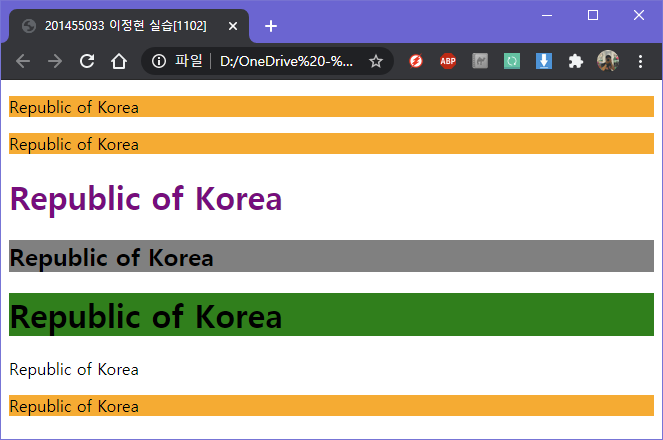 201455033 이정현 실습[1102]
파일 D:/OneDrive%20-%...
ABP
Republic of Korea
Republic of Korea
Republic of Korea
Republic of Korea
Republic of Korea
Republic of Korea
Republic of Korea